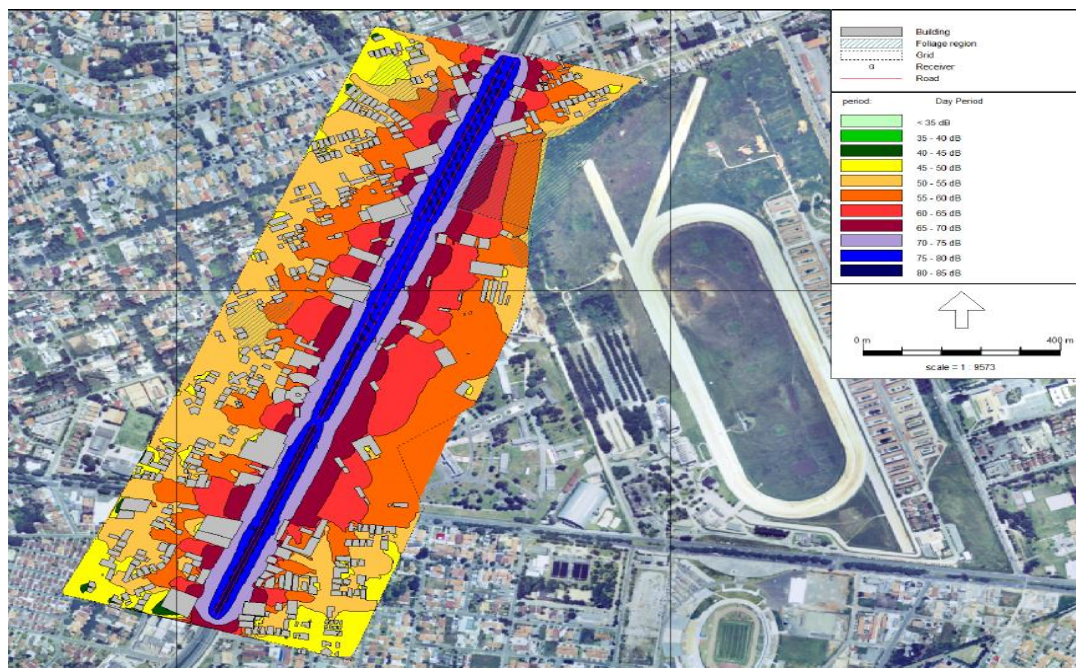 Building
Foliage region
Grid
Receiver
Road
period: Day Period
< 35 dB
35 - 40 dB
40 - 45 dB
45 - 50 dB
50 - 55 dB
55 - 60 dB
60 - 65 dB
65 - 70 dB
70 - 75 dB
75 - 80 dB
80 - 85 dB
0 m 400 m
scale = 1 : 9573